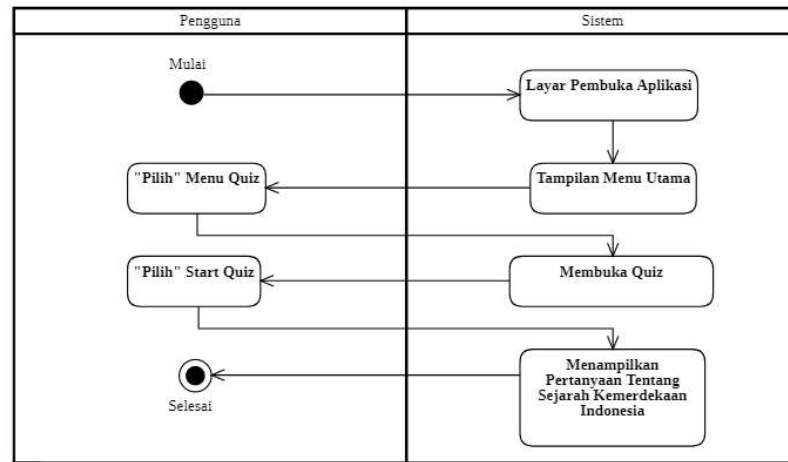 Pengguna
Sistem
Mulai
Layar Pembuka Aplikasi
"Pilih" Menu Quiz
Tampilan Menu Utama
"Pilih" Start Quiz
Membuka Quiz
Menampilkan
Pertanyaan Tentang
Sejarah Kemerdekaan
Indonesia
Selesai